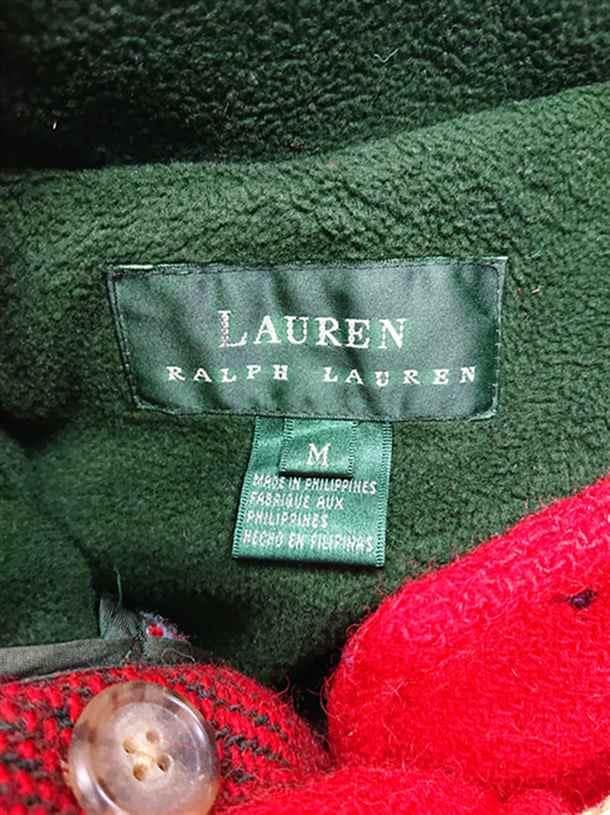 LAUREN
RALPH LAUREN
M
MADE IN PHILIPPINES
FABRIQUE AUX
PHILIPPINES
HECHO EN FILIPINAS